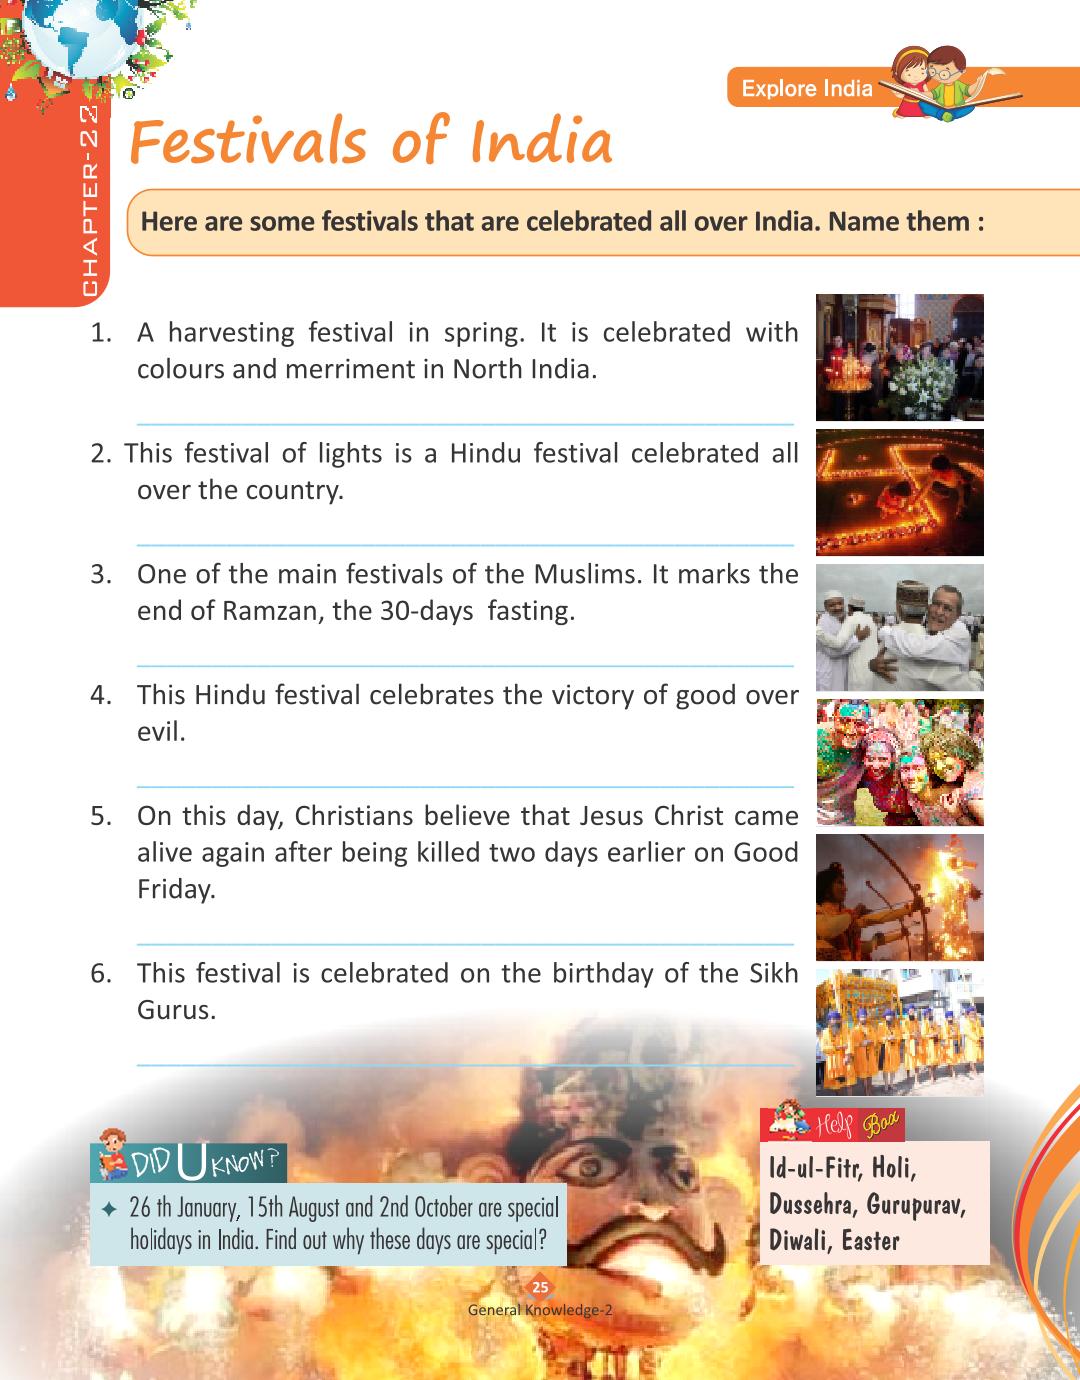 CHAPTER-22
Explore India
Festivals of India
Here are some festivals that are celebrated all over India. Name them :
1. A harvesting festival in spring. It is celebrated with
colours and merriment in North India.
2. This festival of lights is a Hindu festival celebrated all
over the country.
3. One of the main festivals of the Muslims. It marks the
end of Ramzan, the 30-days fasting.
4. This Hindu festival celebrates the victory of good over
evil.
5. On this day, Christians believe that Jesus Christ came
alive again after being killed two days earlier on Good
Friday.
6. This festival is celebrated on the birthday of the Sikh
Gurus.
DID U KNOW?
26 th January, 15th August and 2nd October are special
holidays in India. Find out why these days are special?
Help Box
Id-ul-Fitr, Holi,
Dussehra, Gurupurav,
Diwali, Easter
25
General Knowledge-2